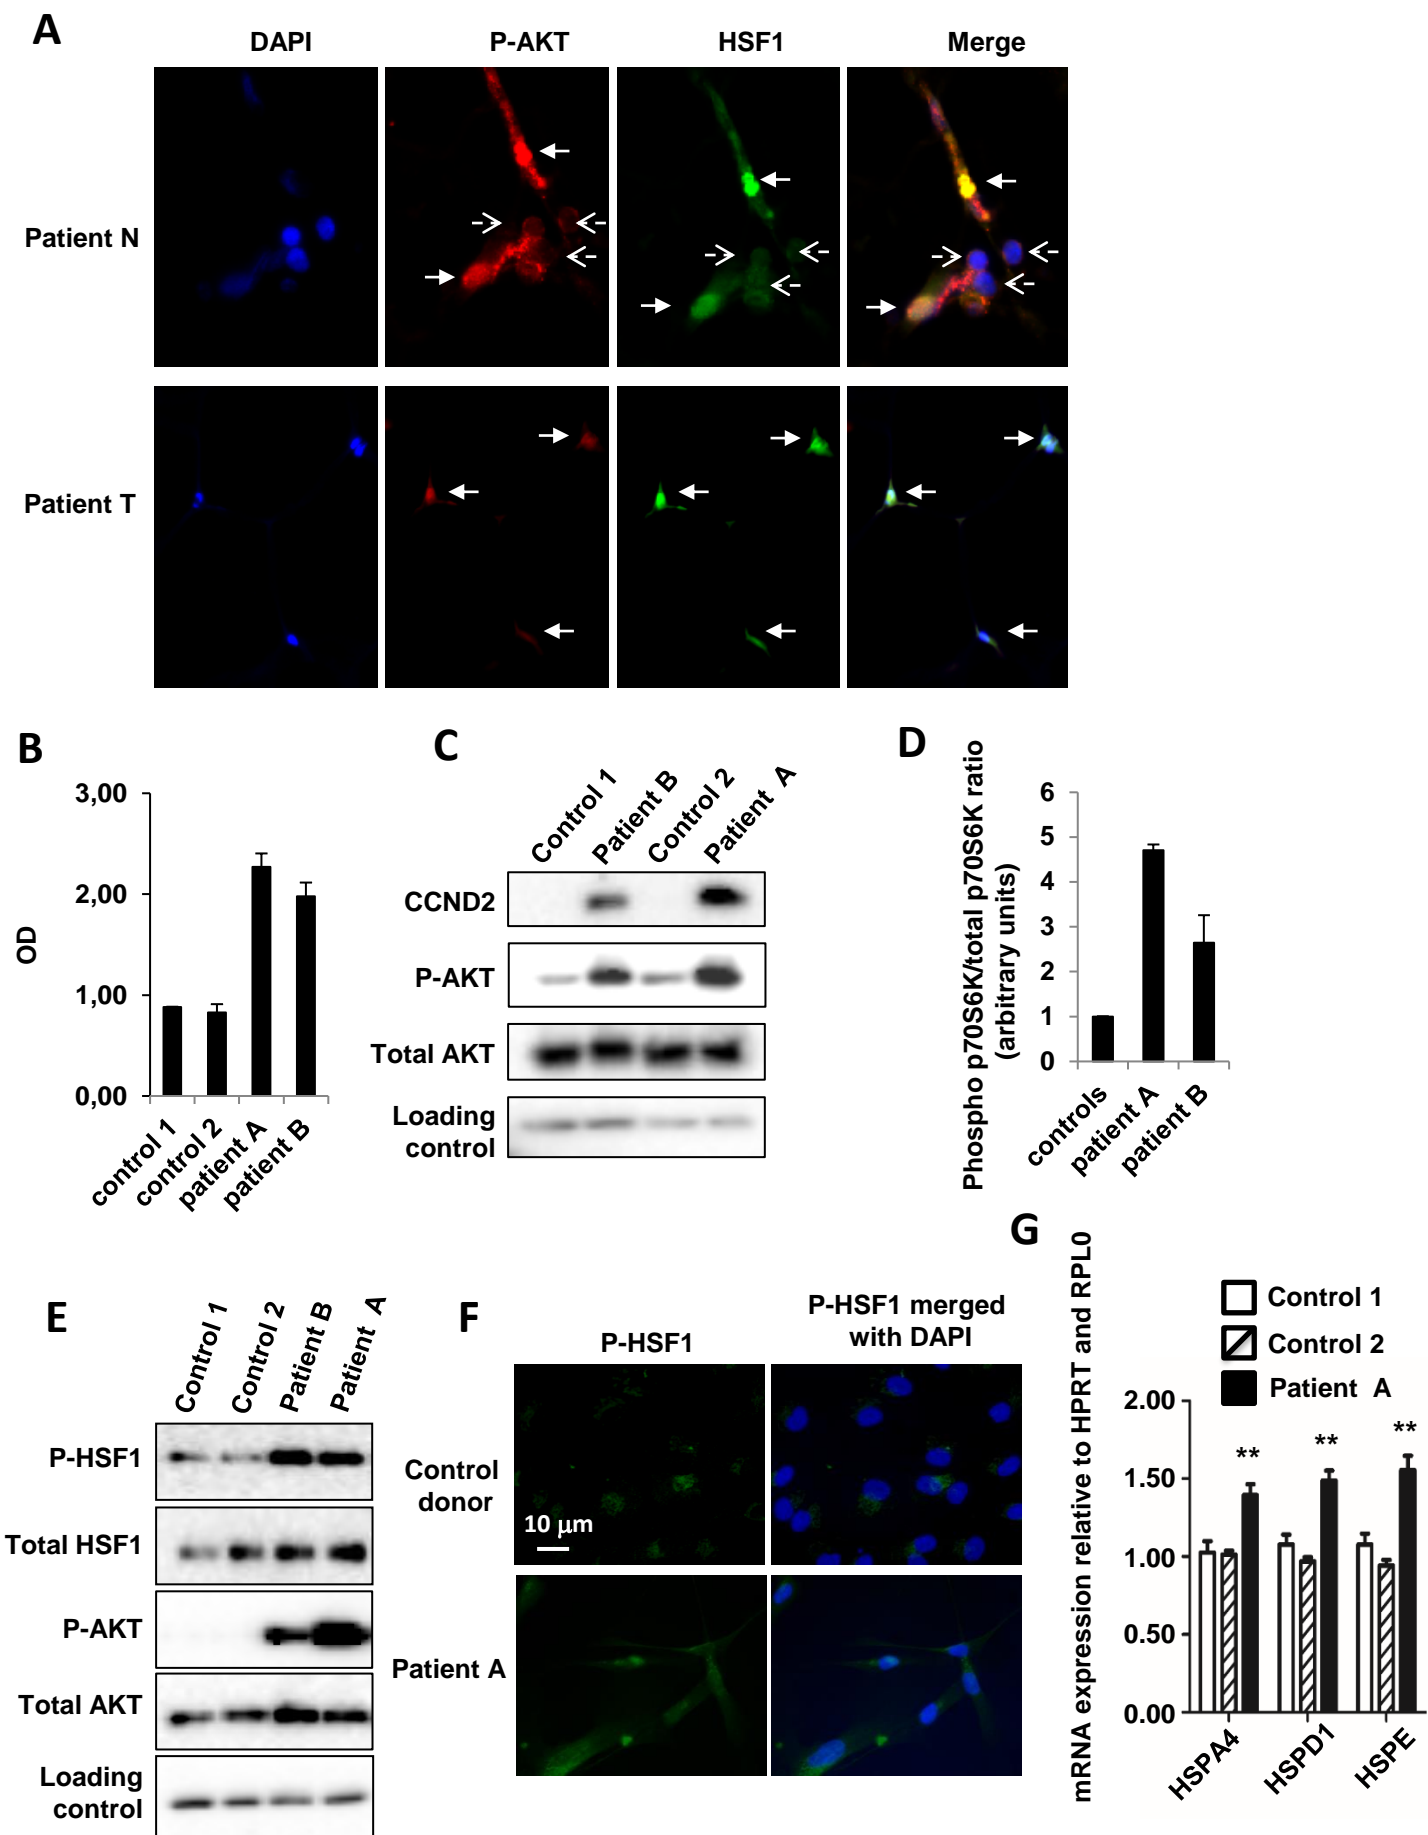 A
DAPI
P-AKT
HSF1
Merge
Patient N
Patient T
B
3,00
2,00
1,00
0,00
OD
control 1
control 2
patient A
patient B
C
Control 1
Patient B
Control 2
Patient A
CCND2
P-AKT
Total AKT
Loading
control
D
Phospho p70S6K/total p70S6K ratio
(arbitrary units)
6
5
4
3
2
1
0
controls
patient A
patient B
E
Control 1
Control 2
Patient B
Patient A
P-HSF1
Total HSF1
P-AKT
Total AKT
Loading
control
F
P-HSF1
P-HSF1 merged
with DAPI
Control
donor
10 μm
Patient A
G
mRNA expression relative to HPRT and RPL0
Control 1
Control 2
Patient A
2.00
1.50
1.00
0.50
0.00
**
**
**
HSPA4
HSPD1
HSPE